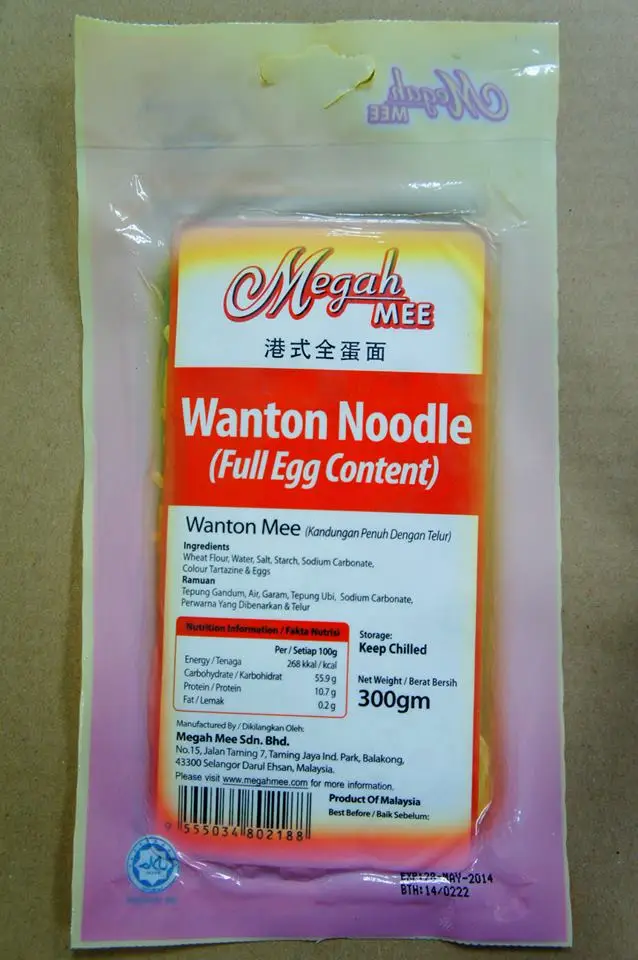 Megah
MEE
Megah
MEE
港式全蛋面
Wanton Noodle
(Full Egg Content)
Wanton Mee (Kandungan Penuh Dengan Telur)
Ingredients
Wheat Flour, Water, Salt, Starch, Sodium Carbonate,
Colour Tartazine & Eggs
Ramuan
Tepung Gandum, Air, Garam, Tepung Ubi, Sodium Carbonate,
Perwarna Yang Dibenarkan & Telur
Nutrition Information / Fakta Nutrisi
Per / Setiap 100g
Energy / Tenaga 268 kkal / kcal
Carbohydrate / Karbohidrat 55.9 g
Protein / Protein 10.7 g
Fat / Lemak 0.2 g
Storage:
Keep Chilled
Net Weight / Berat Bersih
300gm
Manufactured By / Dikilangkan Oleh:
Megah Mee Sdn. Bhd.
No.15, Jalan Taming 7, Taming Jaya Ind. Park, Balakong,
43300 Selangor Darul Ehsan, Malaysia.
Please visit www.megahmee.com for more information.
Product Of Malaysia
Best Before / Baik Sebelum:
9 555034 802188
EXP:28-MAY-2014
BTH:14/0222